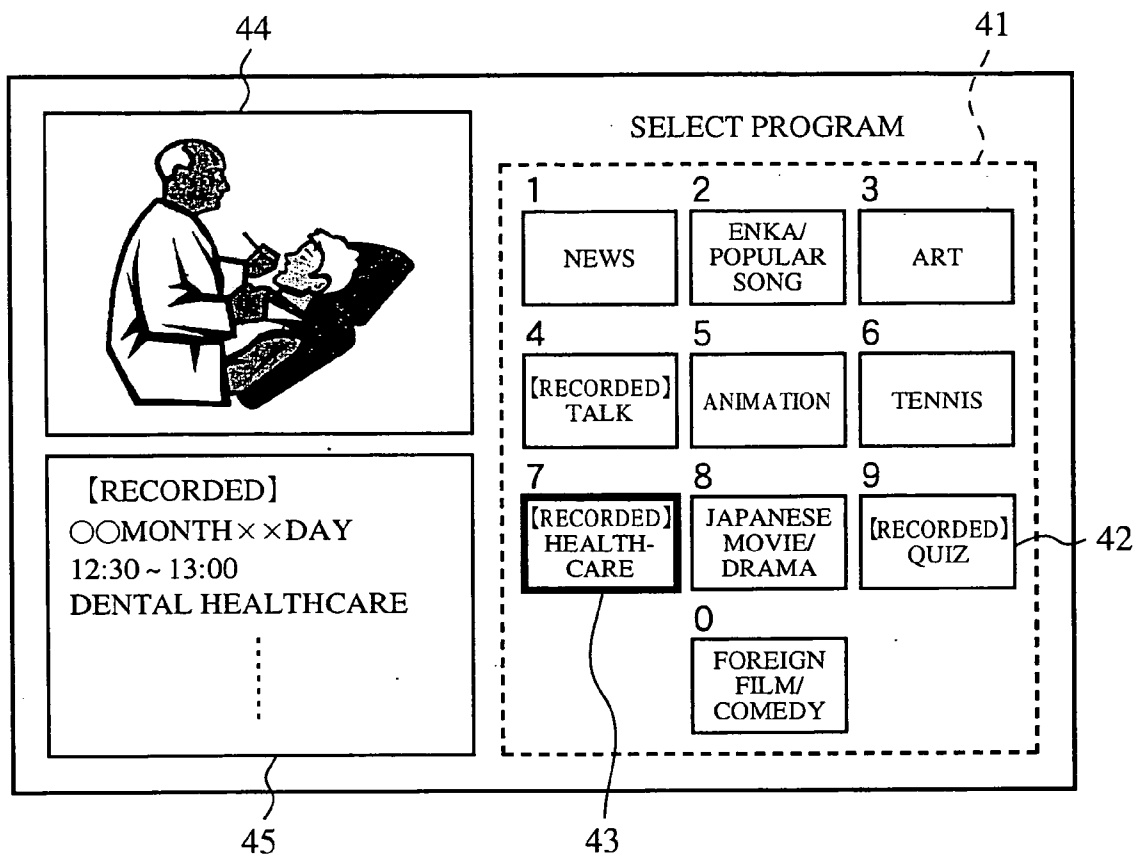 44
41
SELECT PROGRAM
1
2
3
NEWS
ENKA/
POPULAR
SONG
ART
4
5
6
【RECORDED】
TALK
ANIMATION
TENNIS
7
8
9
【RECORDED】
HEALTH-
CARE
JAPANESE
MOVIE/
DRAMA
【RECORDED】
QUIZ
42
0
FOREIGN
FILM/
COMEDY
【RECORDED】
○○MONTH××DAY
12:30~13:00
DENTAL HEALTHCARE
45
43